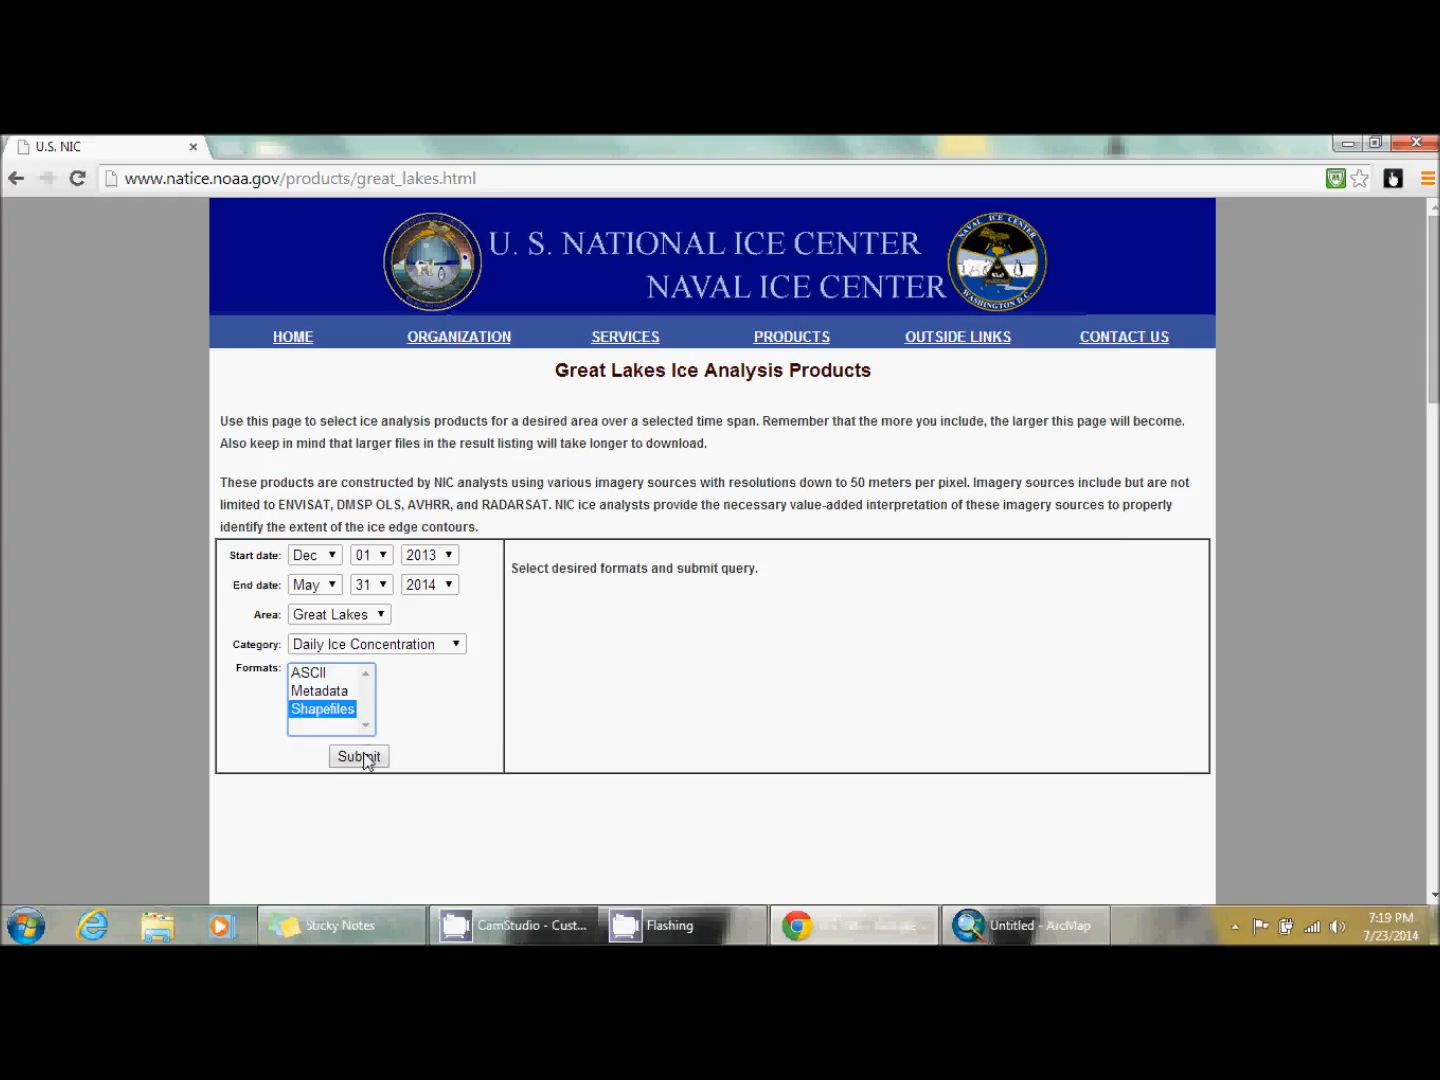 U.S. NIC
www.natice.noaa.gov/products/great_lakes.html
U. S. NATIONAL ICE CENTER
NAVAL ICE CENTER
NAVAL ICE CENTER
WASHINGTON D.C.
HOME ORGANIZATION SERVICES PRODUCTS OUTSIDE LINKS CONTACT US
Great Lakes Ice Analysis Products
Use this page to select ice analysis products for a desired area over a selected time span. Remember that the more you include, the larger this page will become.
Also keep in mind that larger files in the result listing will take longer to download.
These products are constructed by NIC analysts using various imagery sources with resolutions down to 50 meters per pixel. Imagery sources include but are not
limited to ENVISAT, DMSP OLS, AVHRR, and RADARSAT. NIC ice analysts provide the necessary value-added interpretation of these imagery sources to properly
identify the extent of the ice edge contours.
Start date: Dec 01 2013
End date: May 31 2014
Area: Great Lakes
Category: Daily Ice Concentration
Formats: ASCII
Metadata
Shapefiles
Submit
Select desired formats and submit query.
Sticky Notes
CamStudio - Cust...
Flashing
Untitled - ArcMap
7:19 PM
7/23/2014